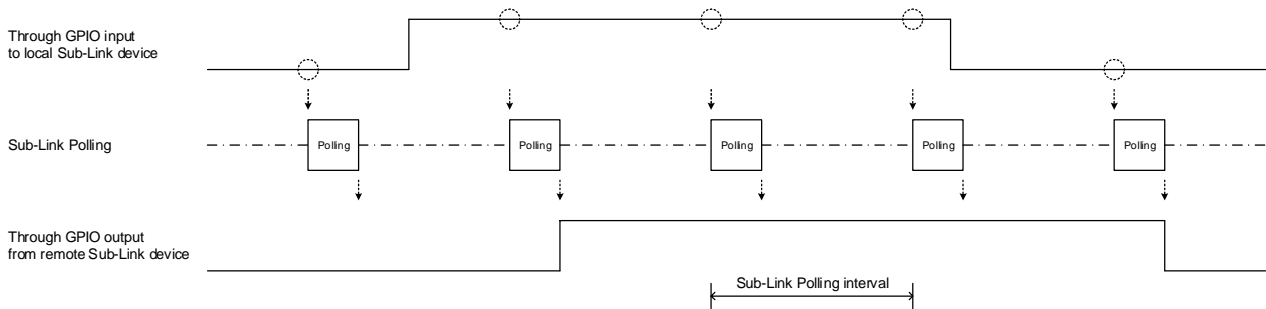 Through GPIO input
to local Sub-Link device
Sub-Link Polling
Polling
Polling
Polling
Polling
Polling
Through GPIO output
from remote Sub-Link device
Sub-Link Polling interval